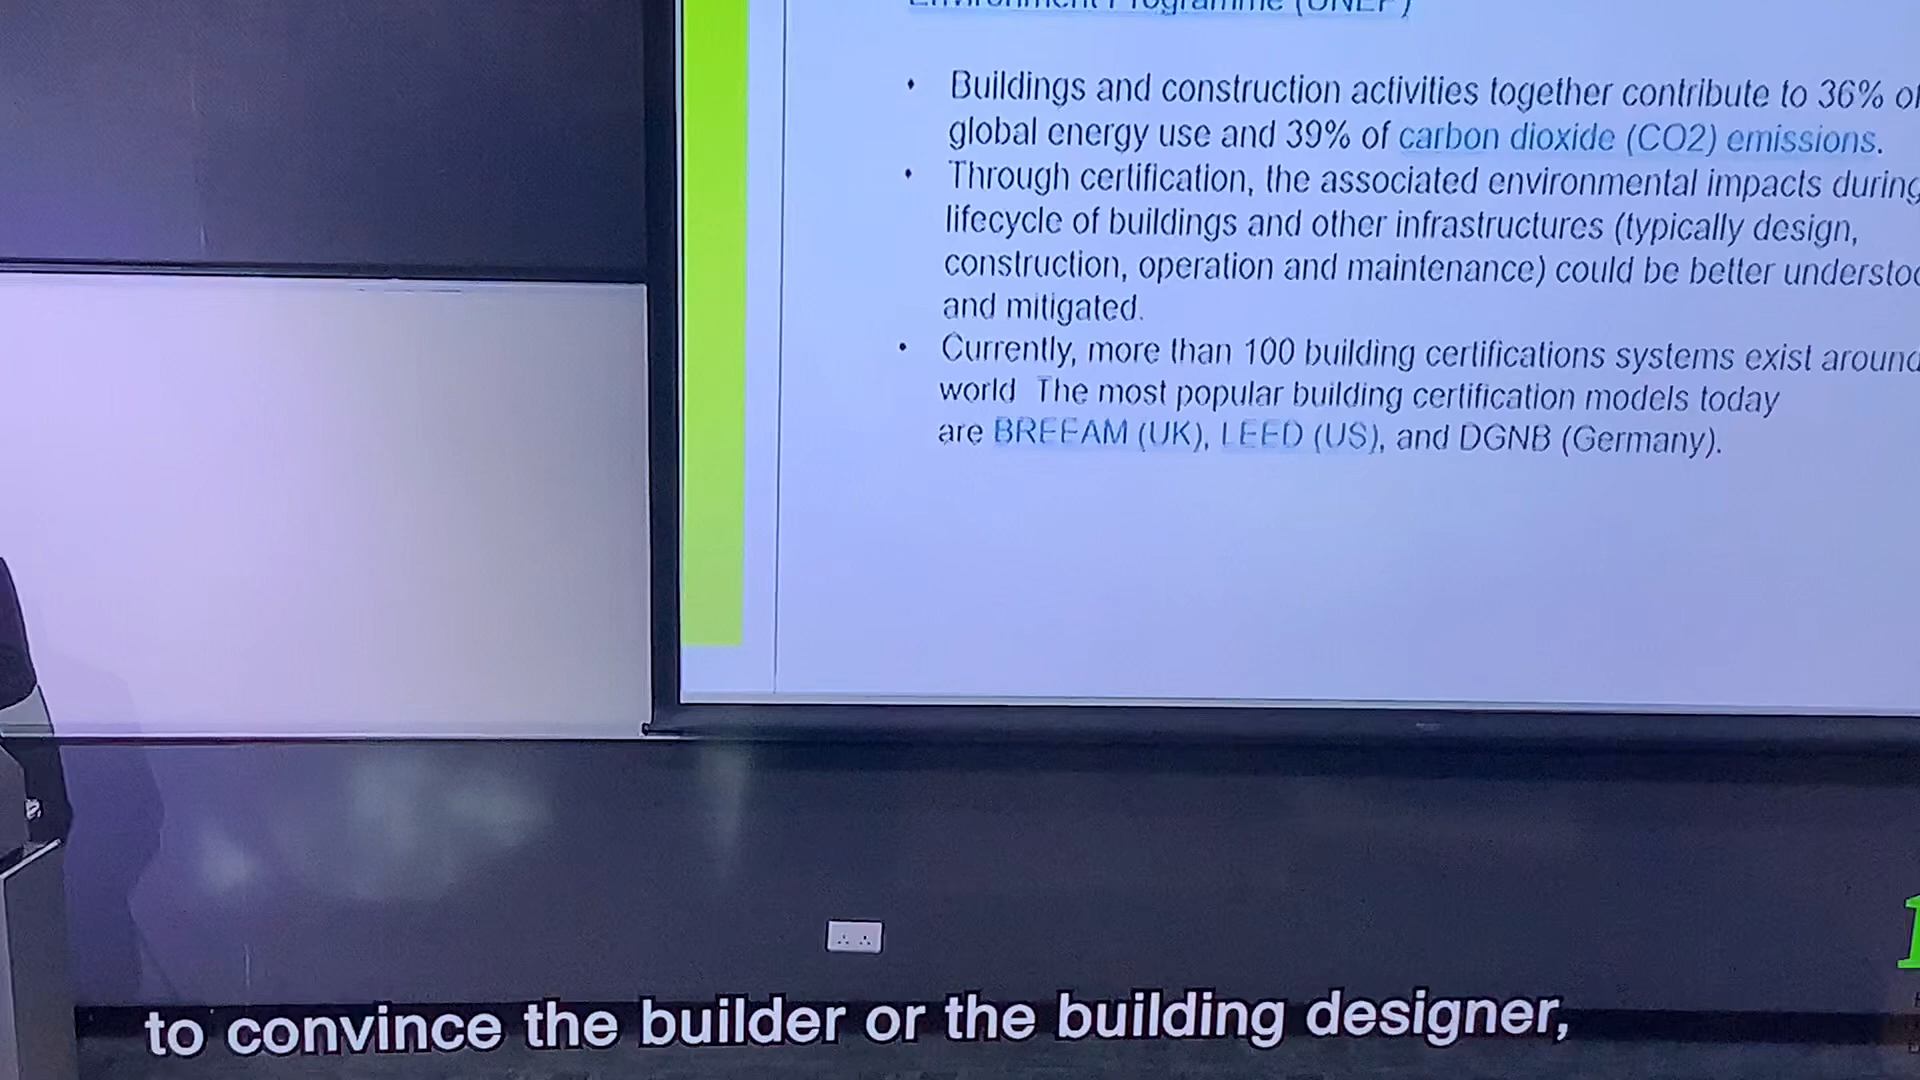 Environment Programme (UNEP)
• Buildings and construction activities together contribute to 36% of
global energy use and 39% of carbon dioxide (CO2) emissions.
• Through certification, the associated environmental impacts during
lifecycle of buildings and other infrastructures (typically design,
construction, operation and maintenance) could be better understoo
and mitigated.
• Currently, more than 100 building certifications systems exist around
world The most popular building certification models today
are BREEAM (UK), LEED (US), and DGNB (Germany).
to convince the builder or the building designer,